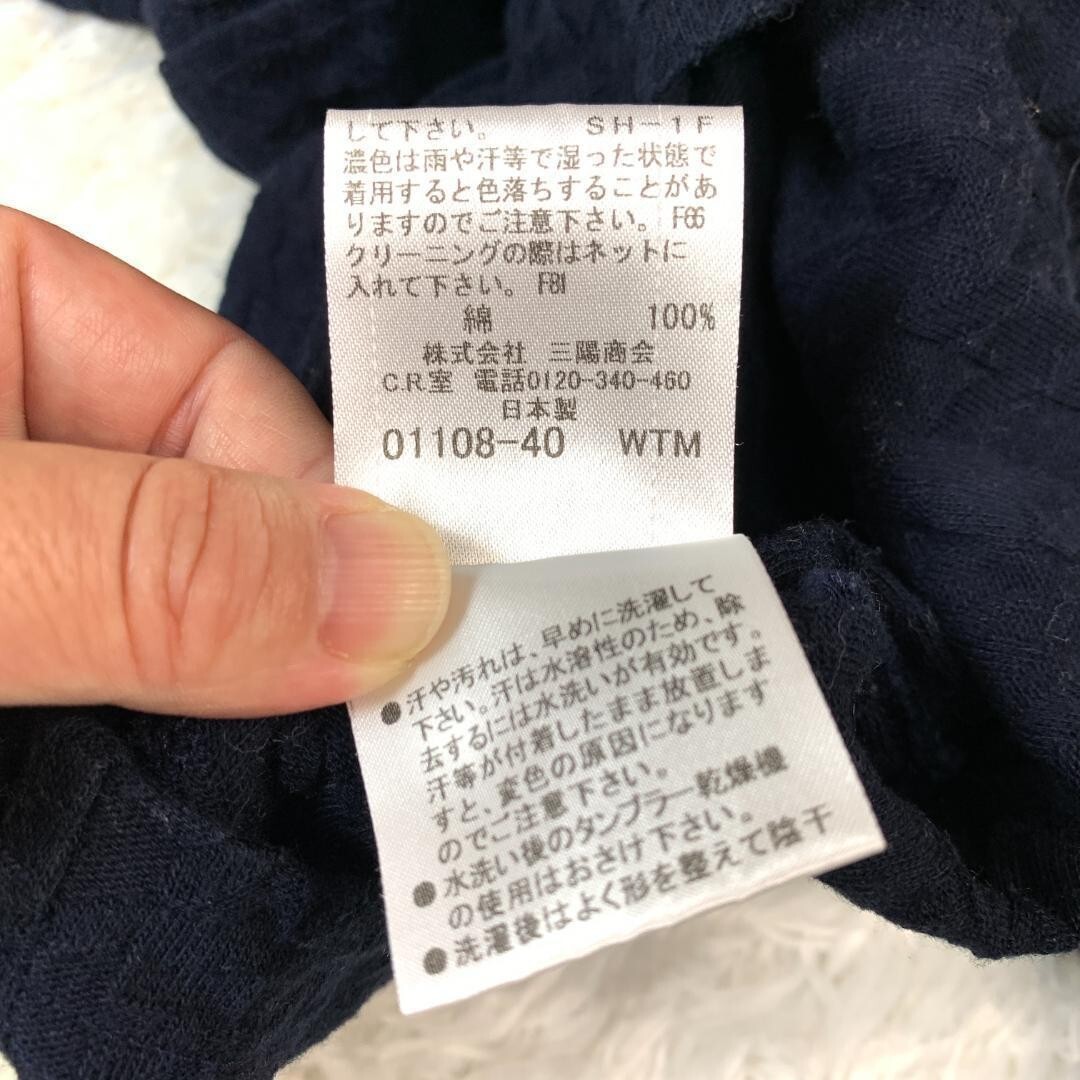 して下さい。 SH-1F
濃色は雨や汗等で湿った状態で
着用すると色落ちすることがあ
りますのでご注意下さい。 F66
クリーニングの際はネットに
入れて下さい。 F81
綿 100%
株式会社 三陽商会
C.R.室 電話0120-340-460
日本製
01108-40 WTM
●汗や汚れは、早めに洗濯して
下さい。汗は水溶性のため、除
去するには水洗いが有効です。
汗等が付着したまま放置しま
すと、変色の原因になります
のでご注意下さい。
●水洗い後のタンブラー乾燥機
の使用はおさけ下さい。
●洗濯後はよく形を整えて陰干